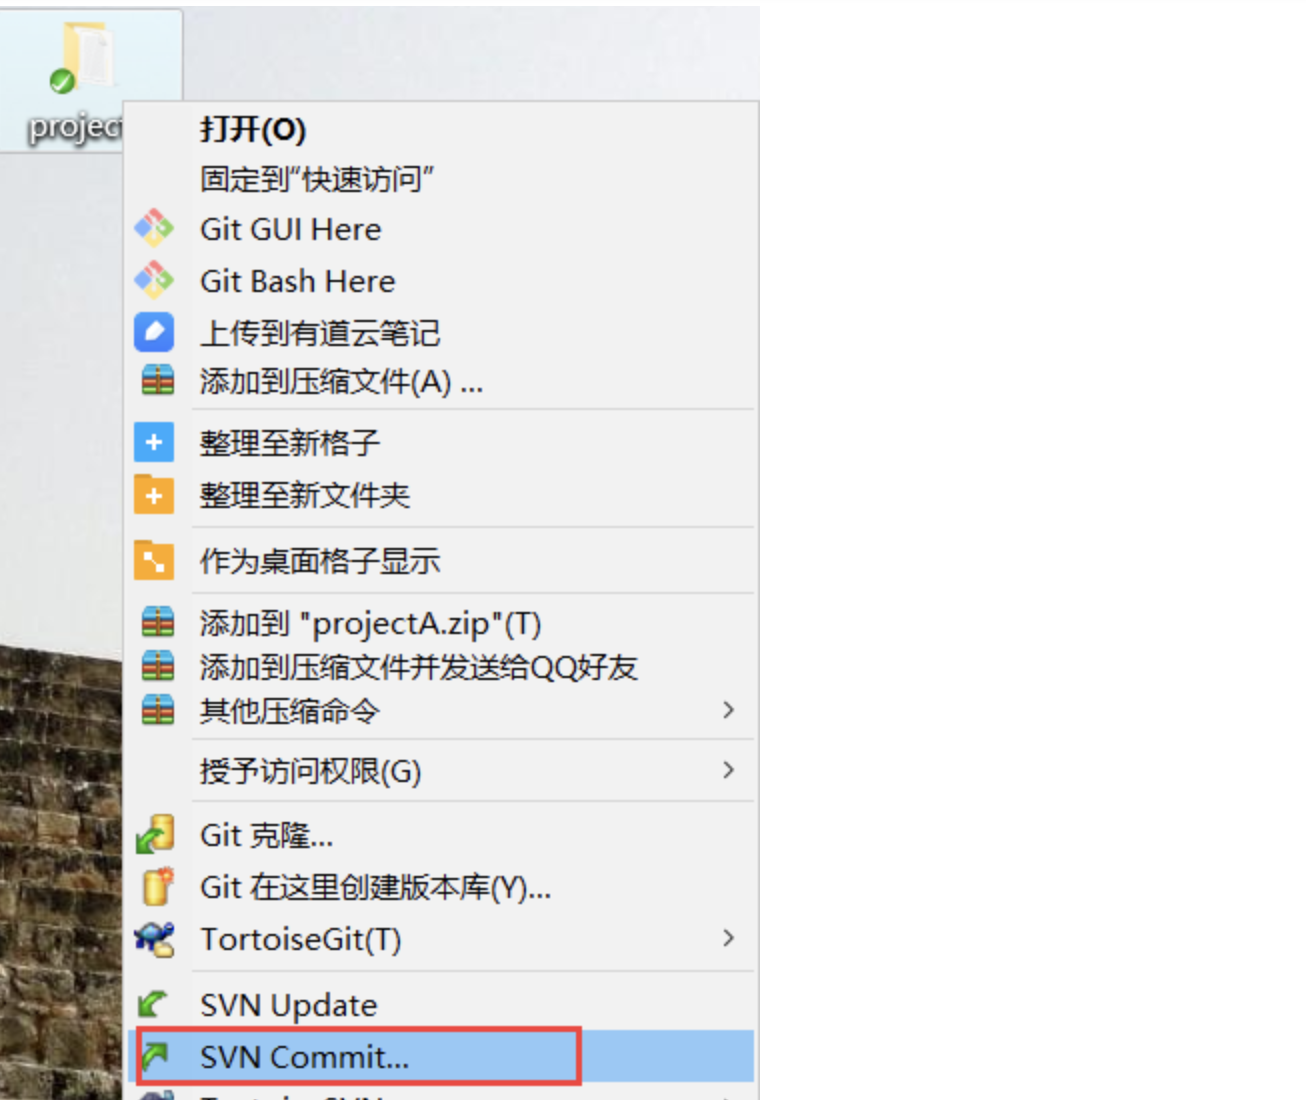 projec
打开(O)
固定到“快速访问”
Git GUI Here
Git Bash Here
上传到有道云笔记
添加到压缩文件(A) ...
整理至新格子
整理至新文件夹
作为桌面格子显示
添加到 "projectA.zip"(T)
添加到压缩文件并发送给QQ好友
其他压缩命令
授予访问权限(G)
Git 克隆...
Git 在这里创建版本库(Y)...
TortoiseGit(T)
SVN Update
SVN Commit...